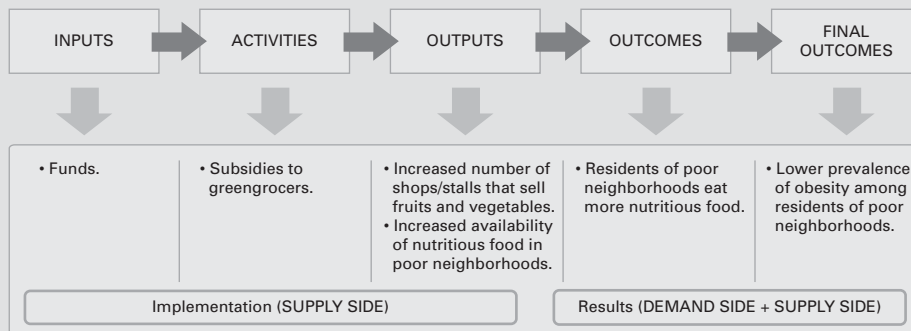 INPUTS
ACTIVITIES
OUTPUTS
OUTCOMES
FINAL
OUTCOMES
• Funds.
• Subsidies to
greengrocers.
• Increased number of
shops/stalls that sell
fruits and vegetables.
• Increased availability
of nutritious food in
poor neighborhoods.
• Residents of poor
neighborhoods eat
more nutritious food.
• Lower prevalence
of obesity among
residents of poor
neighborhoods.
Implementation (SUPPLY SIDE)
Results (DEMAND SIDE + SUPPLY SIDE)